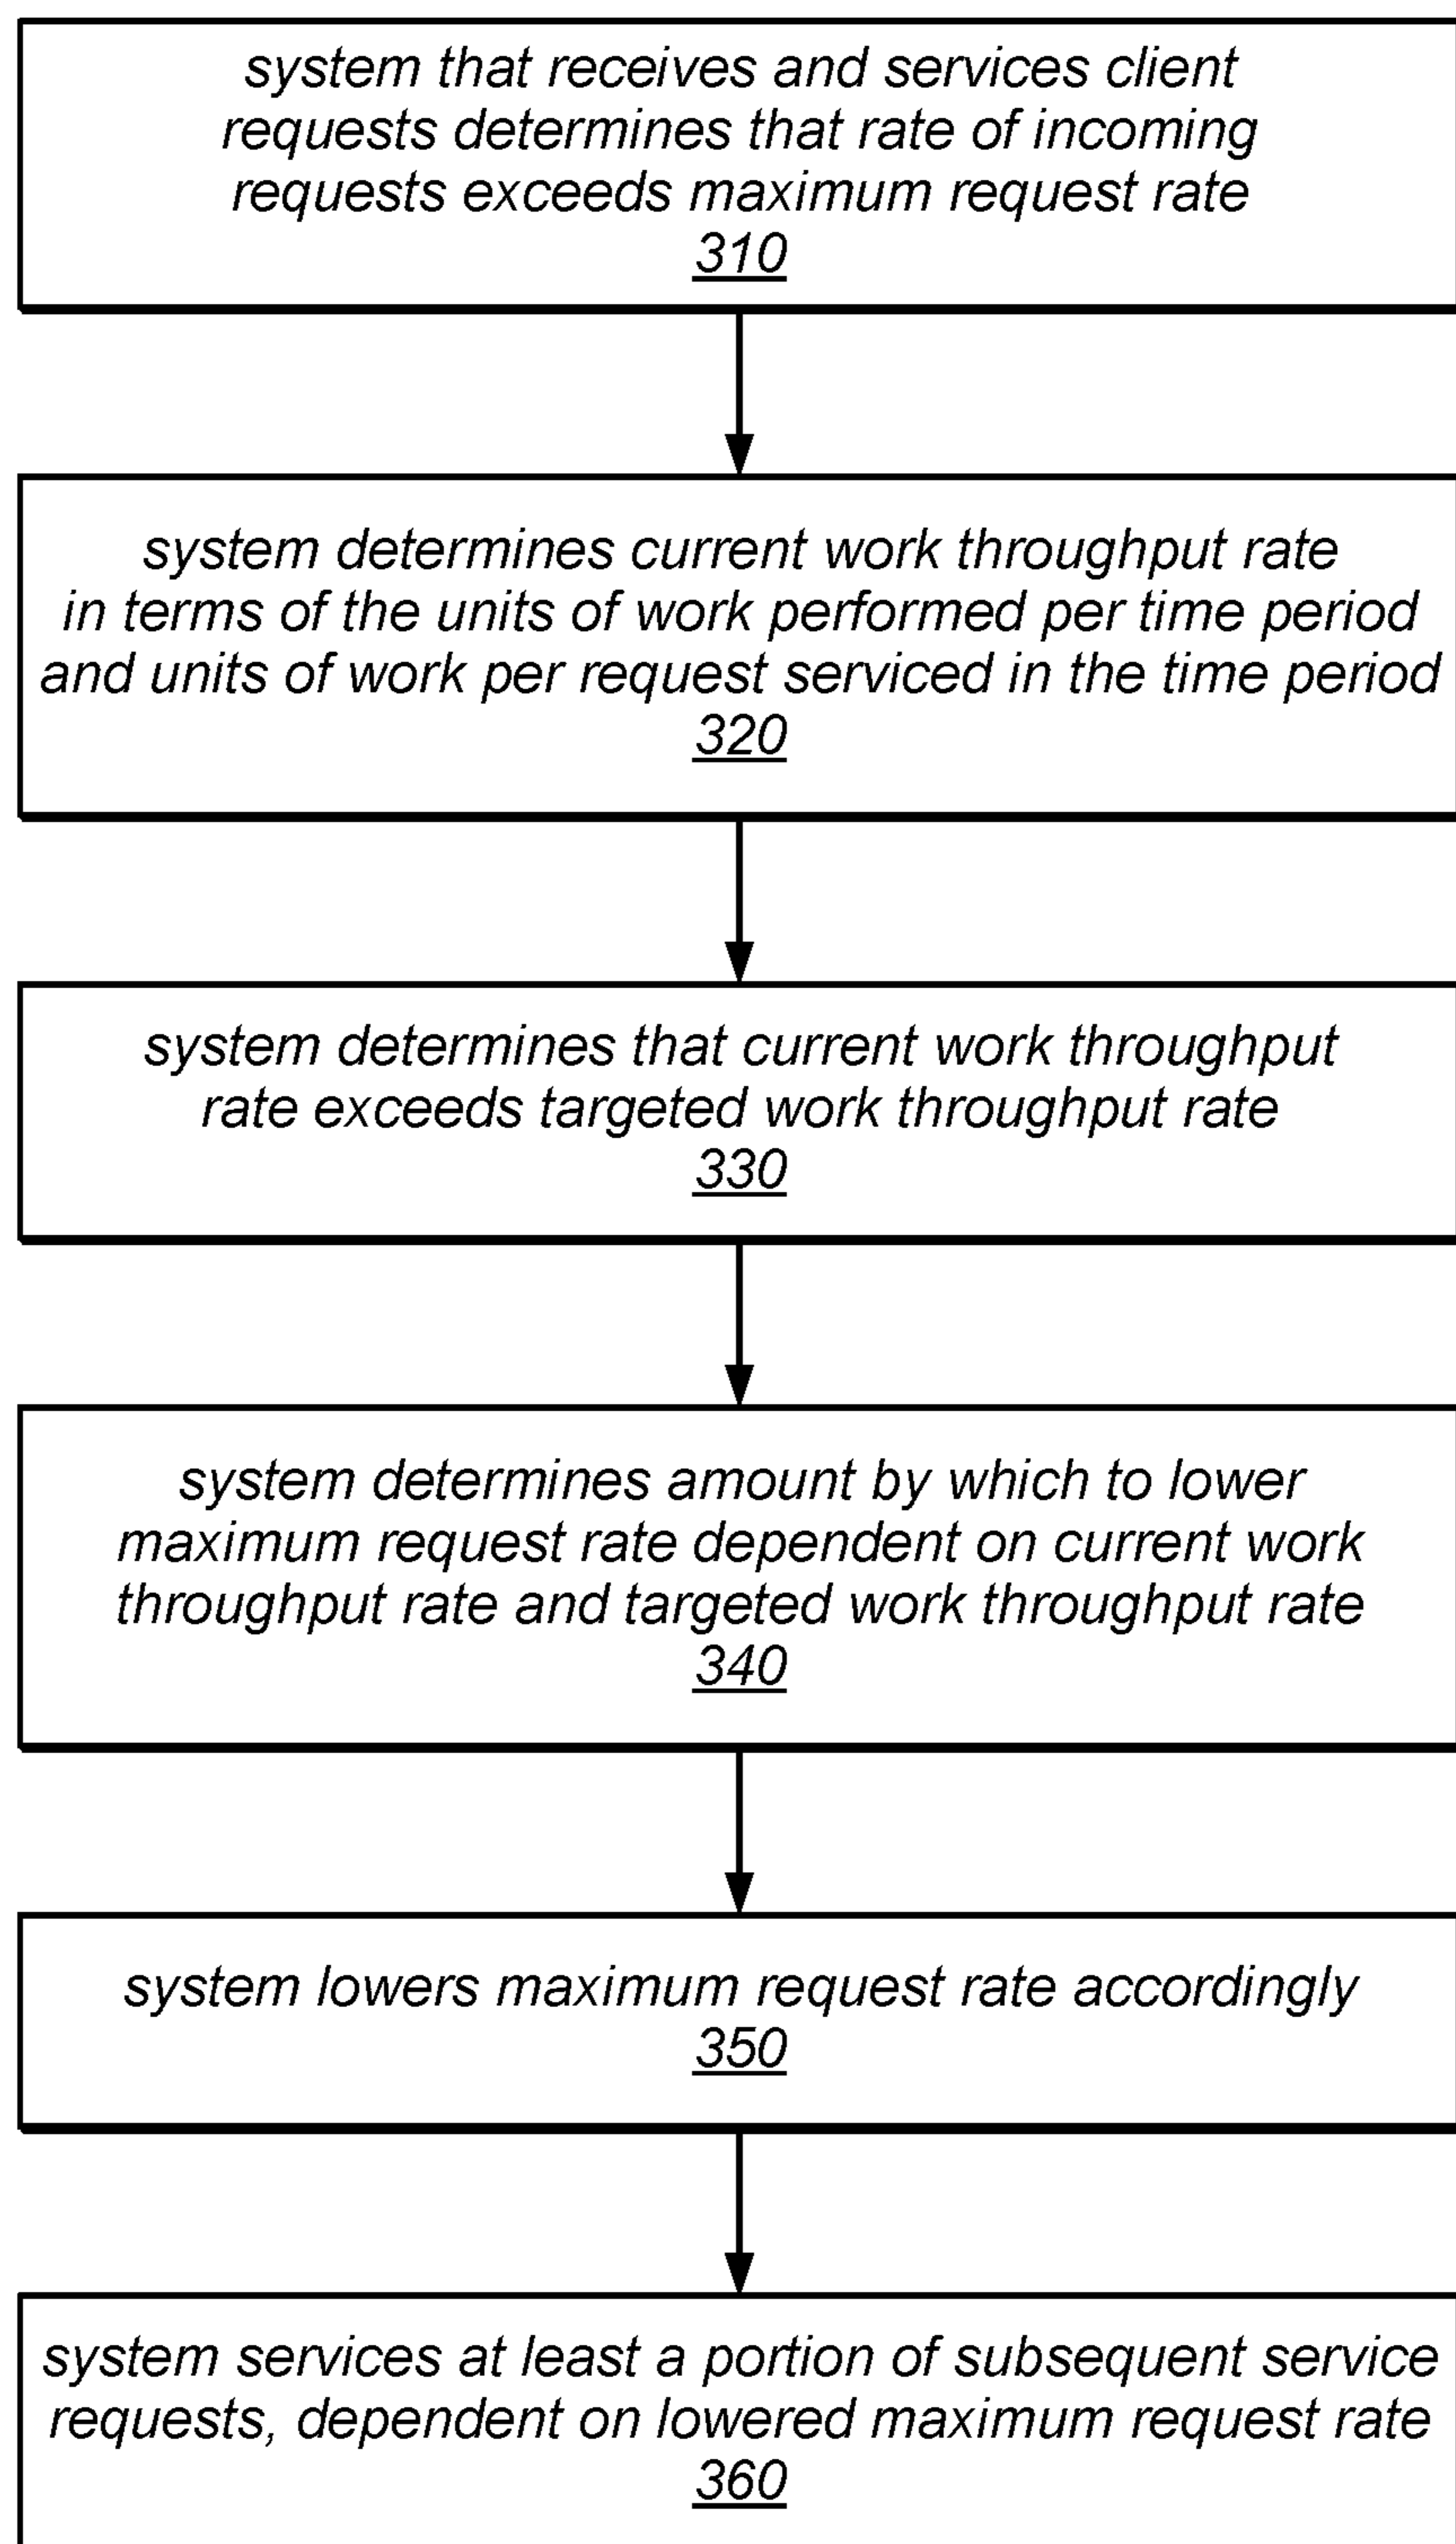 system that receives and services client
requests determines that rate of incoming
requests exceeds maximum request rate
310
system determines current work throughput rate
in terms of the units of work performed per time period
and units of work per request serviced in the time period
320
system determines that current work throughput
rate exceeds targeted work throughput rate
330
system determines amount by which to lower
maximum request rate dependent on current work
throughput rate and targeted work throughput rate
340
system lowers maximum request rate accordingly
350
system services at least a portion of subsequent service
requests, dependent on lowered maximum request rate
360